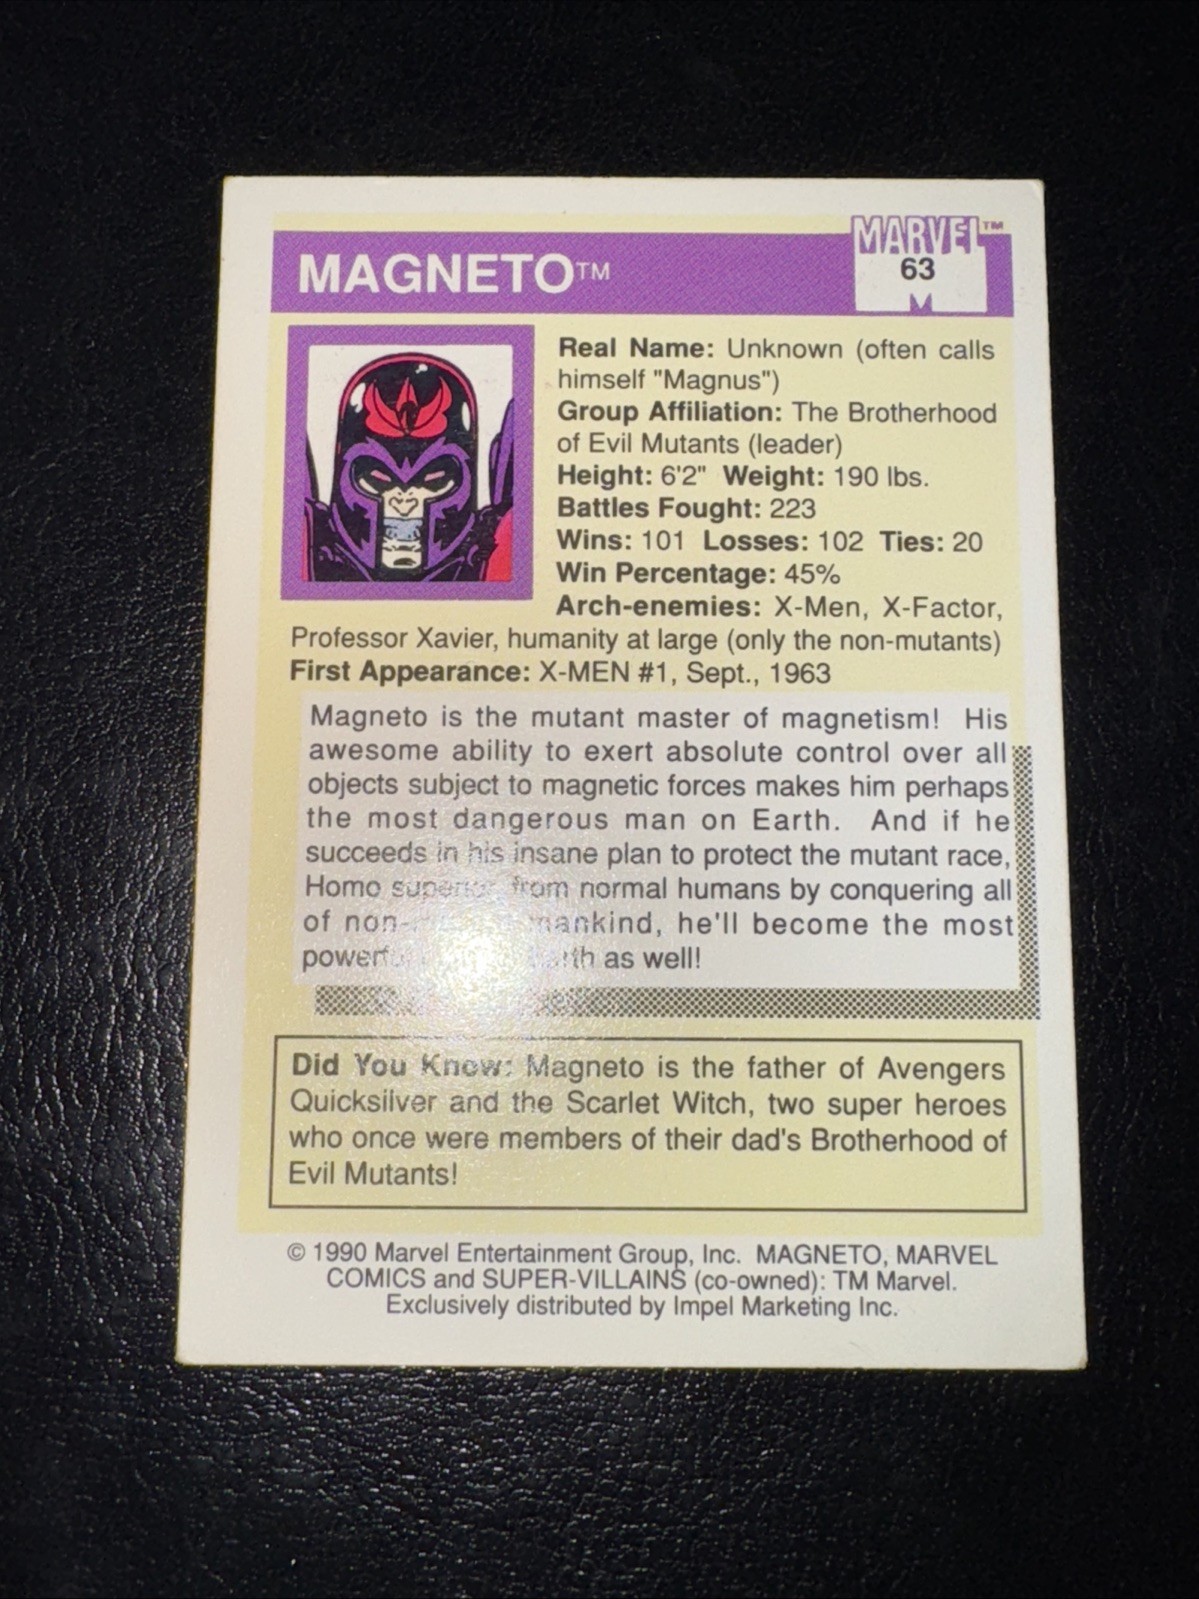 MARVEL™
MAGNETO™
63
Real Name: Unknown (often calls
himself "Magnus")
Group Affiliation: The Brotherhood
of Evil Mutants (leader)
Height: 6'2" Weight: 190 lbs.
Battles Fought: 223
Wins: 101 Losses: 102 Ties: 20
Win Percentage: 45%
Arch-enemies: X-Men, X-Factor,
Professor Xavier, humanity at large (only the non-mutants)
First Appearance: X-MEN #1, Sept., 1963
Magneto is the mutant master of magnetism! His
awesome ability to exert absolute control over all
objects subject to magnetic forces makes him perhaps
the most dangerous man on Earth. And if he
succeeds in his insane plan to protect the mutant race,
Homo superior from normal humans by conquering all
of mankind, he'll become the most
as well!
Did You Know: Magneto is the father of Avengers
Quicksilver and the Scarlet Witch, two super heroes
who once were members of their dad's Brotherhood of
Evil Mutants!
© 1990 Marvel Entertainment Group, Inc. MAGNETO, MARVEL
COMICS and SUPER-VILLAINS (co-owned): TM Marvel.
Exclusively distributed by Impel Marketing Inc.